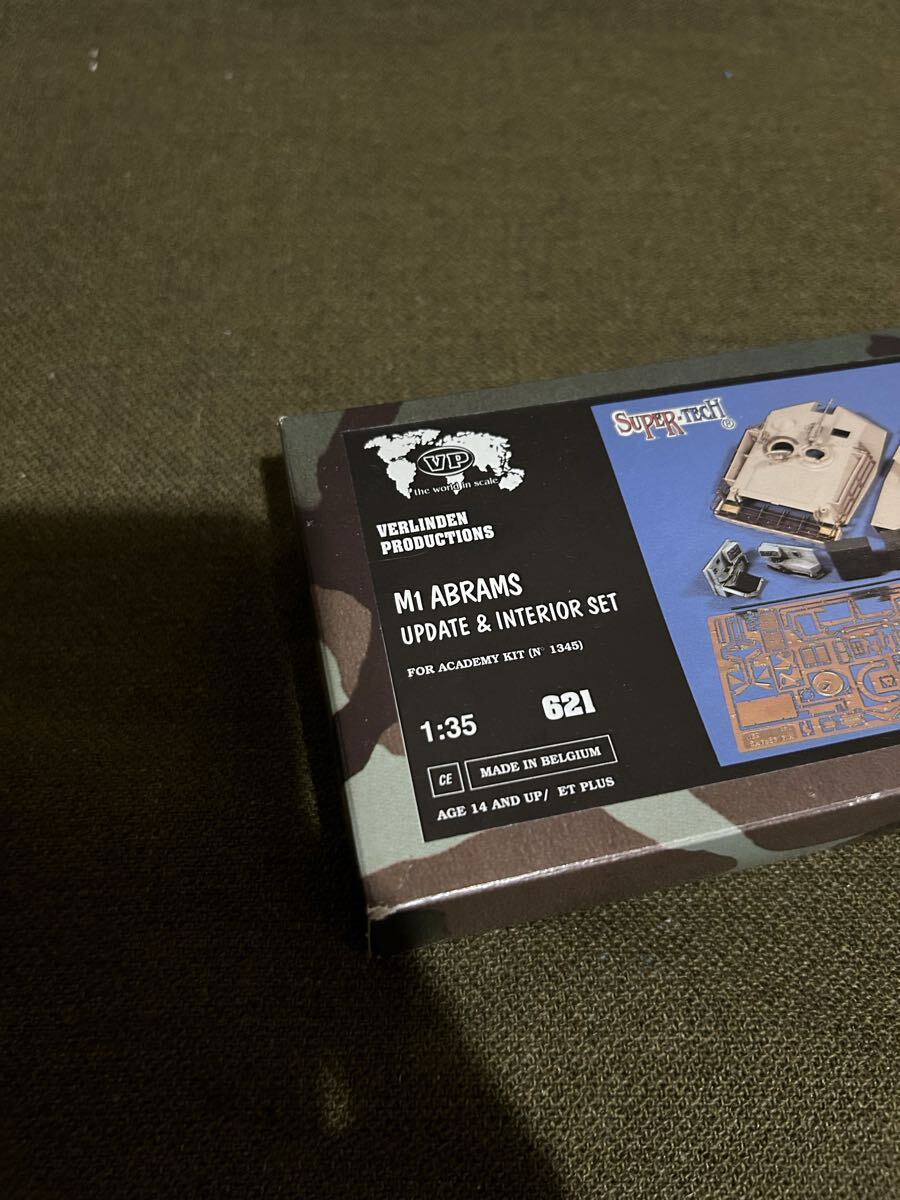 VP
the world in scale
VERLINDEN
PRODUCTIONS
M1 ABRAMS
UPDATE & INTERIOR SET
FOR ACADEMY KIT (N° 1345)
1:35
621
CE
MADE IN BELGIUM
AGE 14 AND UP/ ET PLUS
SUPER-TECH
®